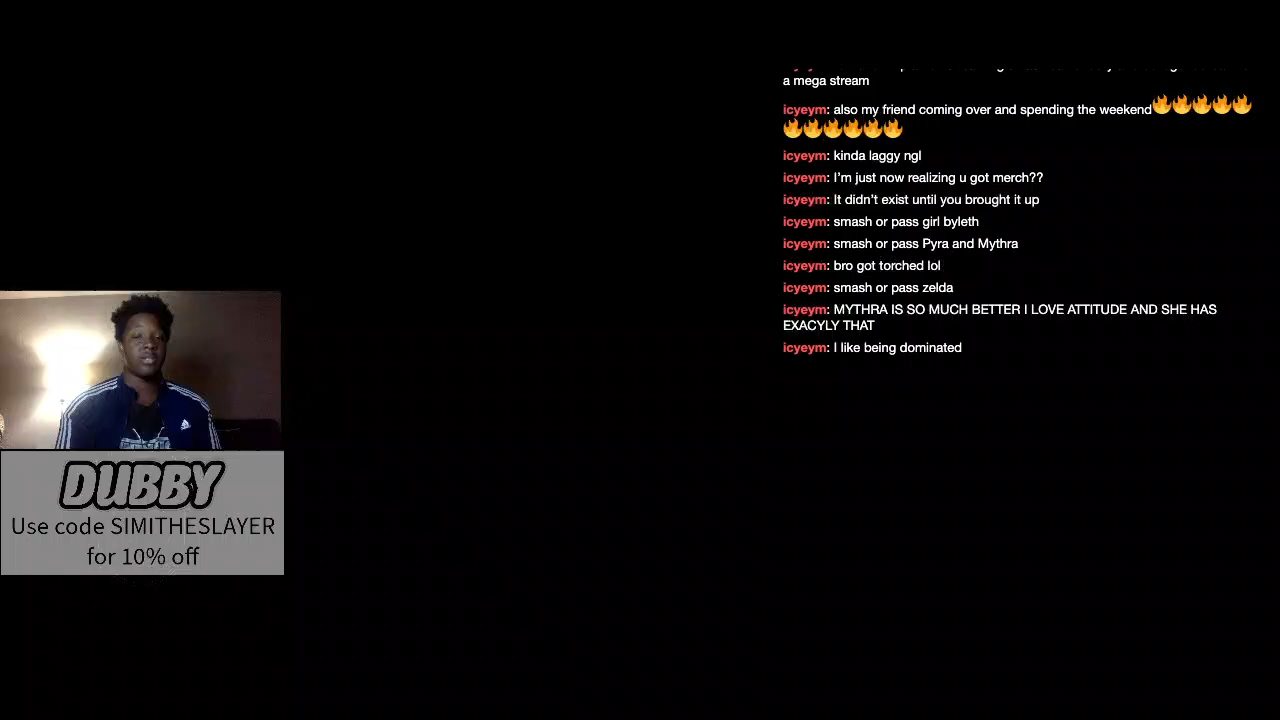 a mega stream
icyeym: also my friend coming over and spending the weekend🔥🔥🔥🔥🔥
🔥🔥🔥🔥🔥🔥
icyeym: kinda laggy ngl
icyeym: I'm just now realizing u got merch??
icyeym: It didn't exist until you brought it up
icyeym: smash or pass girl byleth
icyeym: smash or pass Pyra and Mythra
icyeym: bro got torched lol
icyeym: smash or pass zelda
icyeym: MYTHRA IS SO MUCH BETTER I LOVE ATTITUDE AND SHE HAS
EXACYLY THAT
icyeym: I like being dominated
DUBBY
Use code SIMITHESLAYER
for 10% off